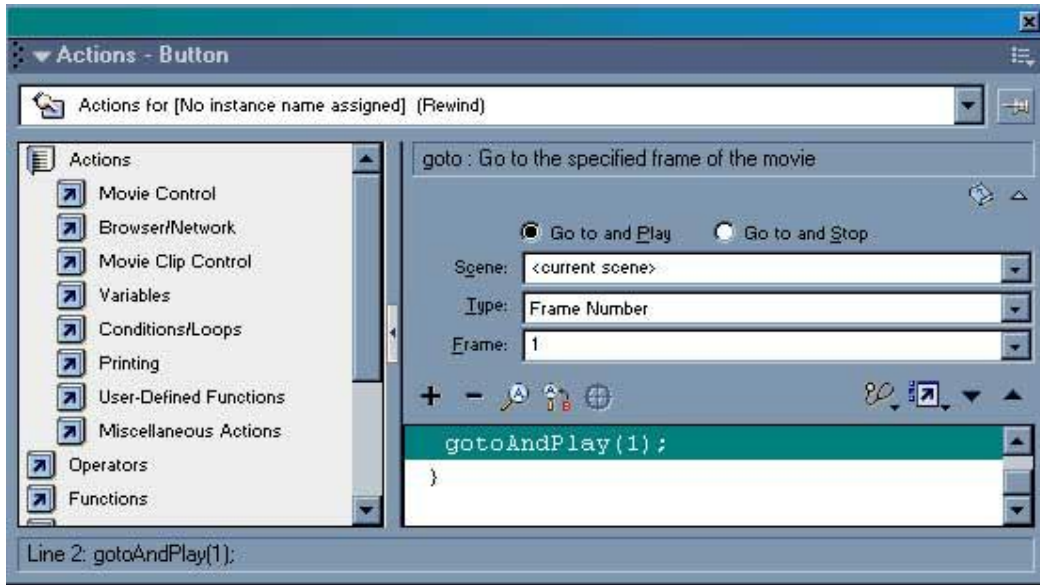 Actions - Button
Actions for [No instance name assigned] (Rewind)
Actions
Movie Control
Browser/Network
Movie Clip Control
Variables
Conditions/Loops
Printing
User-Defined Functions
Miscellaneous Actions
Operators
Functions
goto : Go to the specified frame of the movie
Go to and Play Go to and Stop
Scene: <current scene>
Type: Frame Number
Frame: 1
gotoAndPlay(1);
}
Line 2: gotoAndPlay(1);